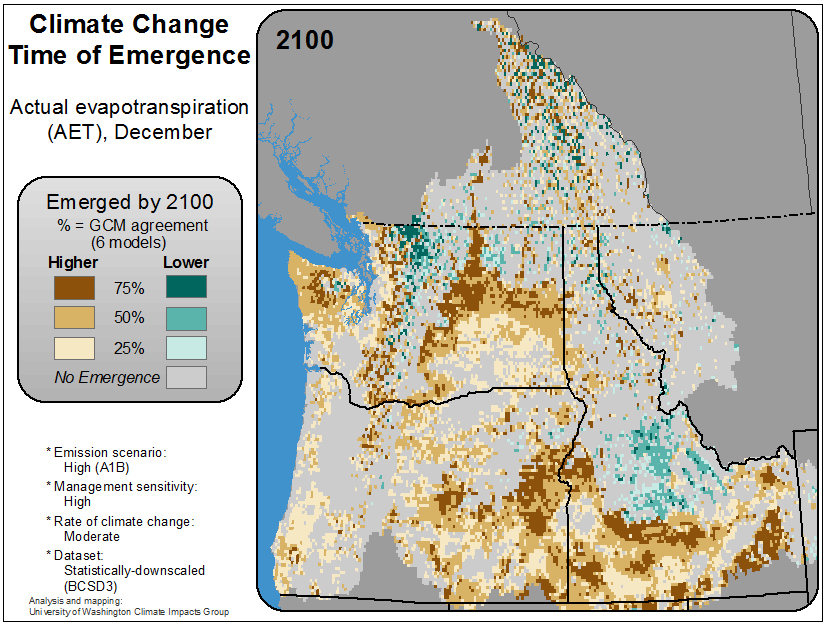 Climate Change
Time of Emergence
Actual evapotranspiration
(AET), December
Emerged by 2100
% = GCM agreement
(6 models)
Higher Lower
75%
50%
25%
No Emergence
* Emission scenario:
High (A1B)
* Management sensitivity:
High
* Rate of climate change:
Moderate
* Dataset:
Statistically-downscaled
(BCSD3)
Analysis and mapping:
University of Washington Climate Impacts Group
2100